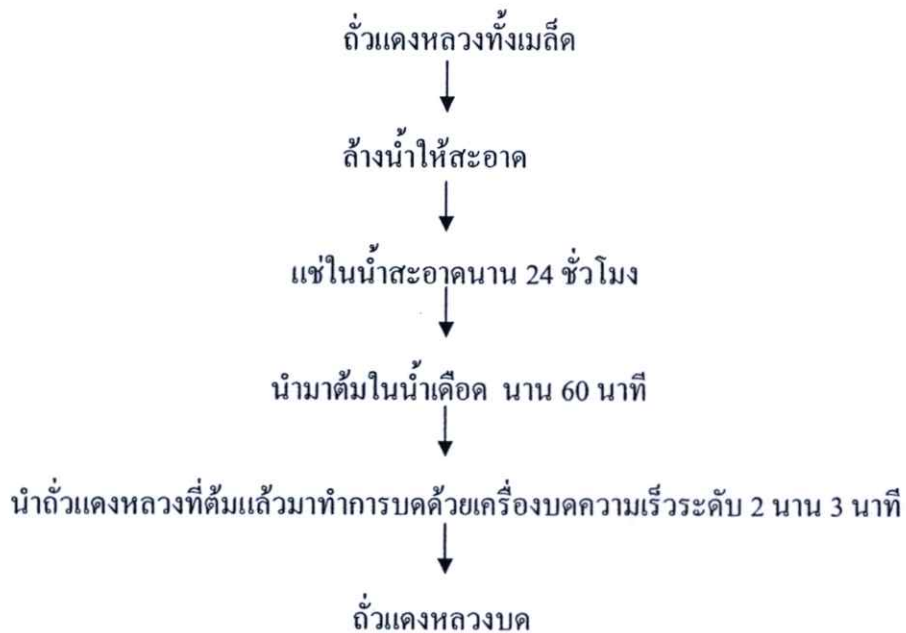 ถั่วแดงหลวงทั้งเมล็ด
ล้างน้ำให้สะอาด
แช่ในน้ำสะอาดนาน 24 ชั่วโมง
นำมาต้มในน้ำเดือด นาน 60 นาที
นำถั่วแดงหลวงที่ต้มแล้วมาทำการบดด้วยเครื่องบดความเร็วระดับ 2 นาน 3 นาที
ถั่วแดงหลวงบด